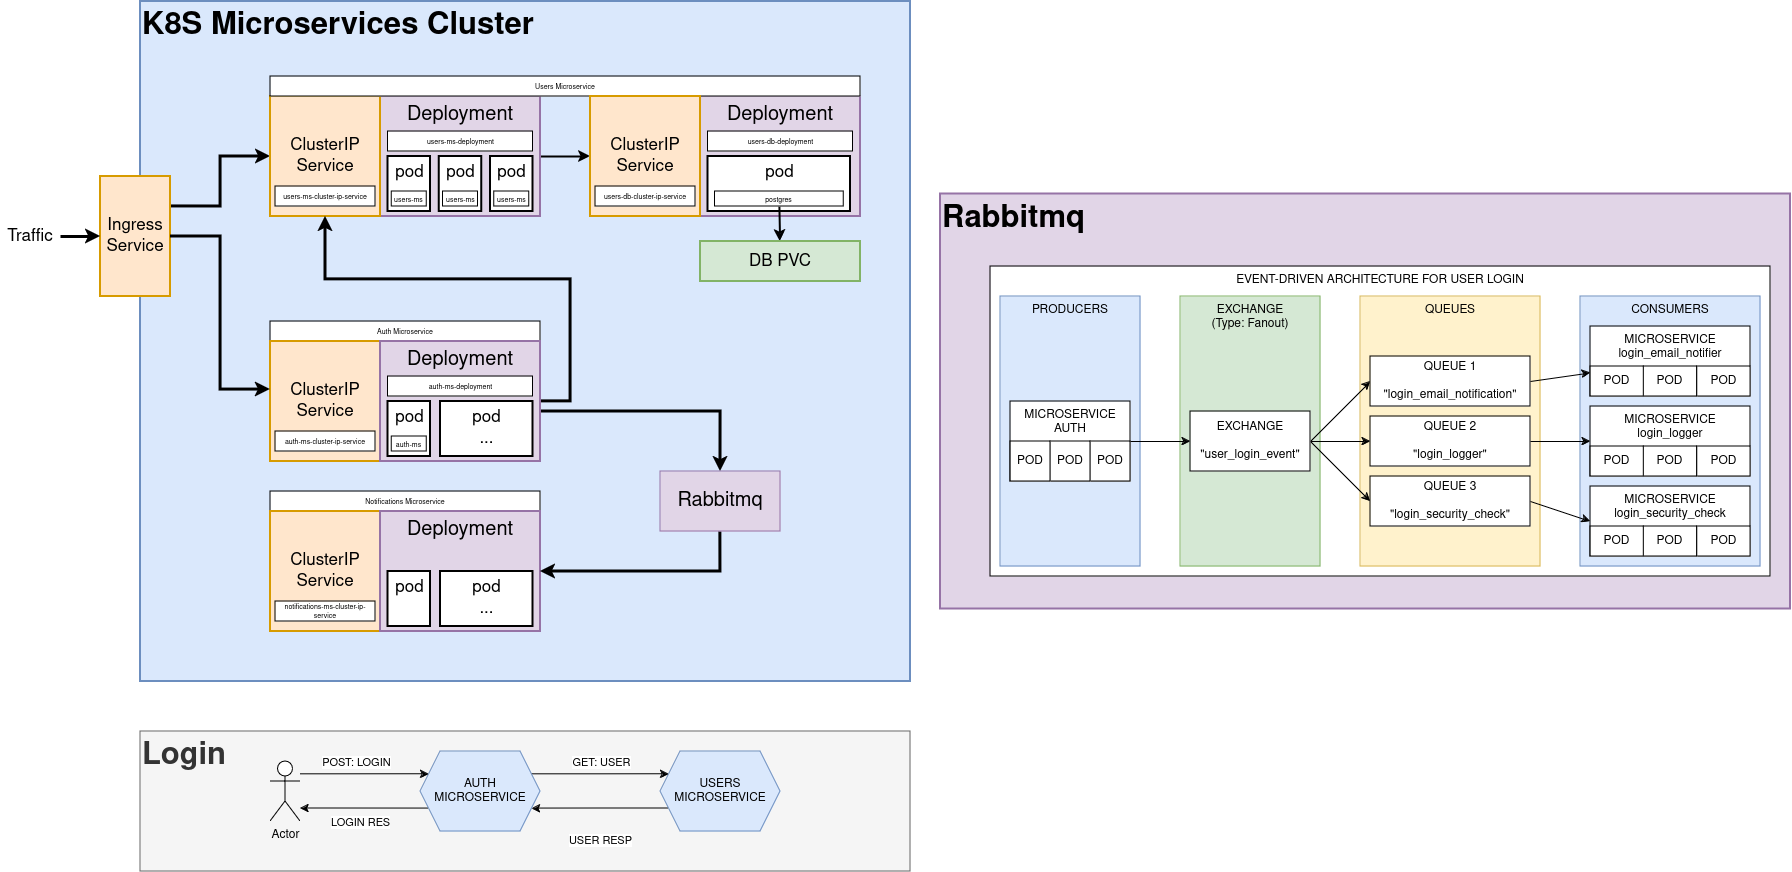 K8S Microservices Cluster
Users Microservice
ClusterIP
Service
users-ms-cluster-ip-service
Deployment
users-ms-deployment
pod
users-ms
pod
users-ms
pod
users-ms
ClusterIP
Service
users-db-cluster-ip-service
Deployment
users-db-deployment
pod
postgres
DB PVC
Traffic
Ingress
Service
Auth Microservice
ClusterIP
Service
auth-ms-cluster-ip-service
Deployment
auth-ms-deployment
pod
auth-ms
pod
...
Rabbitmq
Notifications Microservice
ClusterIP
Service
notifications-ms-cluster-ip-
service
Deployment
pod
pod
...
Rabbitmq
EVENT-DRIVEN ARCHITECTURE FOR USER LOGIN
PRODUCERS
MICROSERVICE
AUTH
POD
POD
POD
EXCHANGE
(Type: Fanout)
EXCHANGE
"user_login_event"
QUEUES
QUEUE 1
"login_email_notification"
QUEUE 2
"login_logger"
QUEUE 3
"login_security_check"
CONSUMERS
MICROSERVICE
login_email_notifier
POD
POD
POD
MICROSERVICE
login_logger
POD
POD
POD
MICROSERVICE
login_security_check
POD
POD
POD
Login
Actor
POST: LOGIN
LOGIN RES
AUTH
MICROSERVICE
GET: USER
USER RESP
USERS
MICROSERVICE